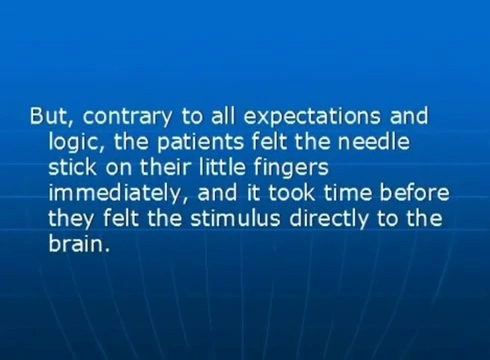 But, contrary to all expectations and
logic, the patients felt the needle
stick on their little fingers
immediately, and it took time before
they felt the stimulus directly to the
brain.